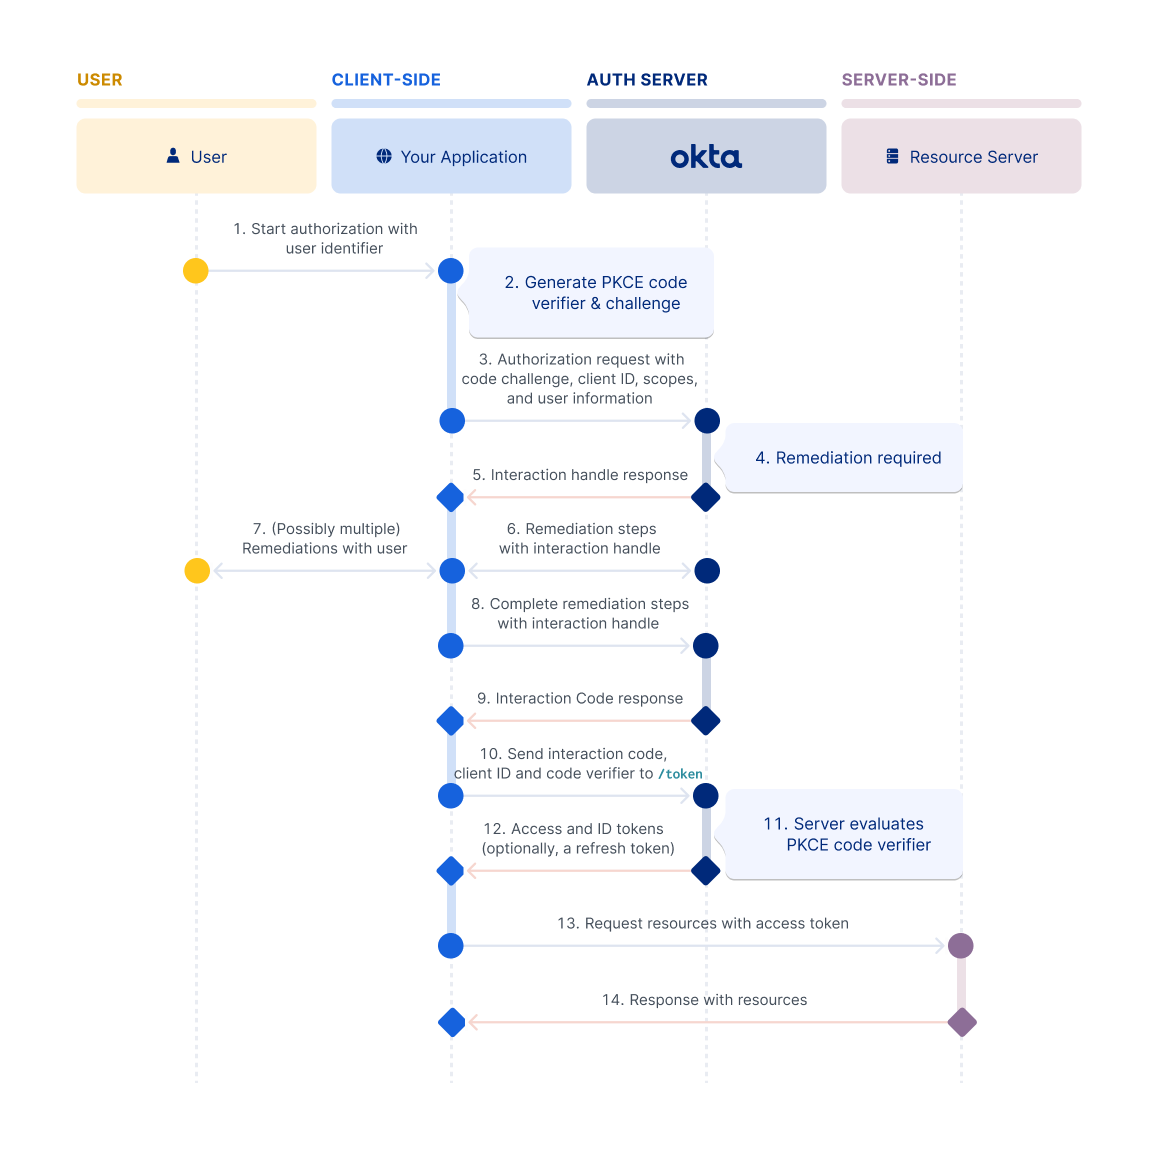 USER
CLIENT-SIDE
AUTH SERVER
SERVER-SIDE
User
Your Application
okta
Resource Server
1. Start authorization with
user identifier
2. Generate PKCE code
verifier & challenge
3. Authorization request with
code challenge, client ID, scopes,
and user information
4. Remediation required
5. Interaction handle response
7. (Possibly multiple)
Remediations with user
6. Remediation steps
with interaction handle
8. Complete remediation steps
with interaction handle
9. Interaction Code response
10. Send interaction code,
client ID and code verifier to /token
11. Server evaluates
PKCE code verifier
12. Access and ID tokens
(optionally, a refresh token)
13. Request resources with access token
14. Response with resources